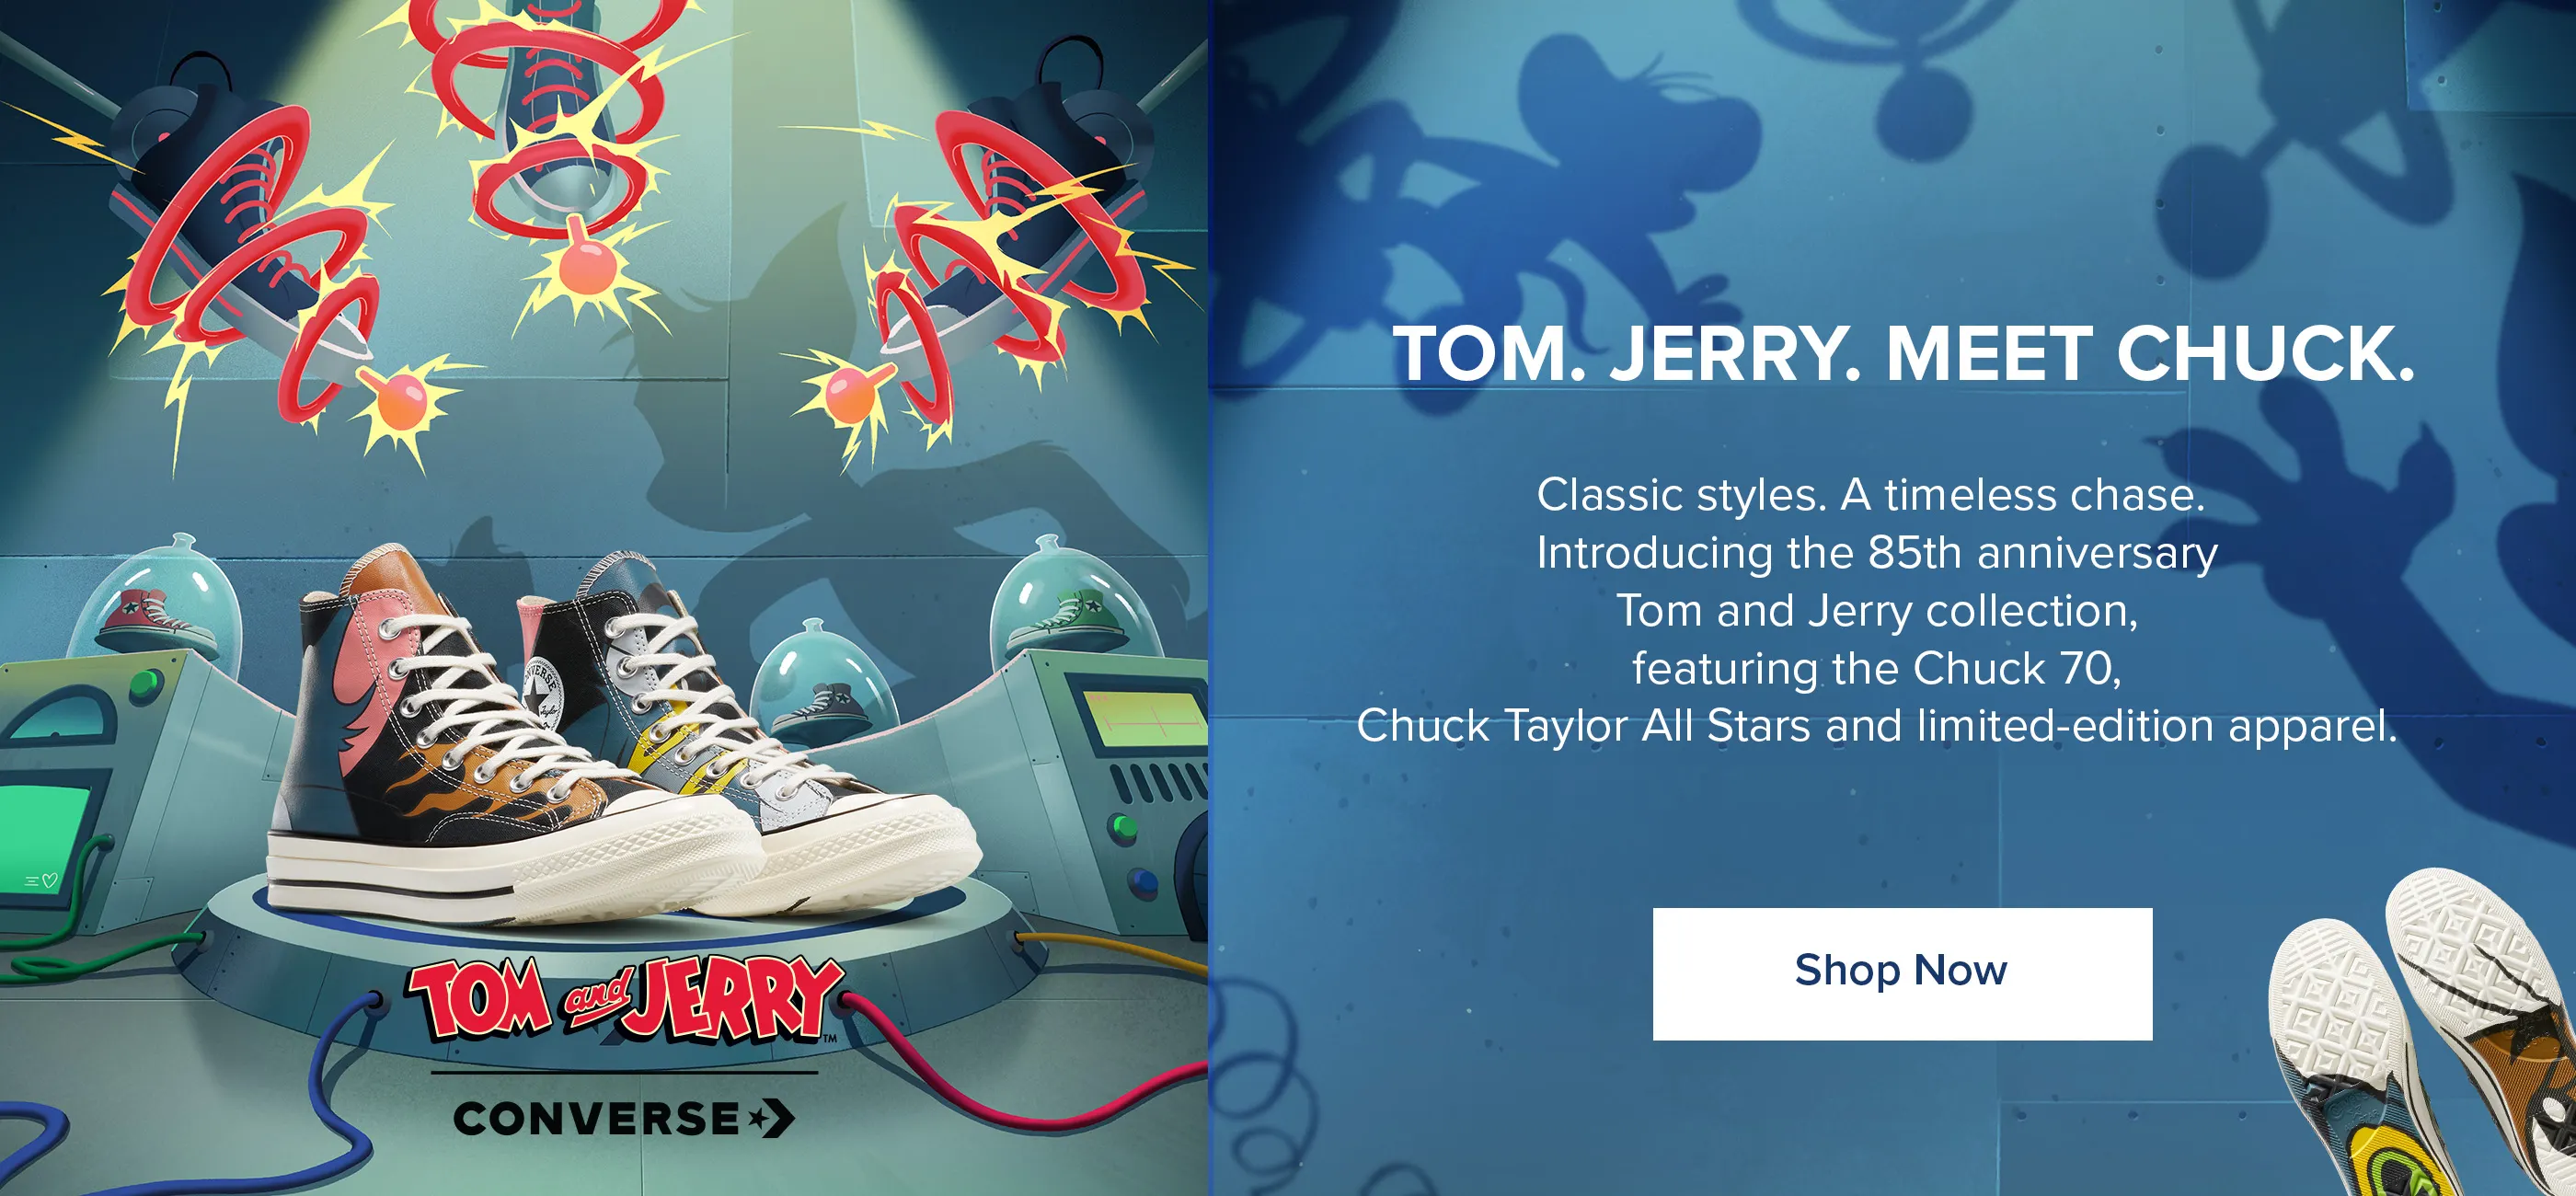 TOM and JERRY™
CONVERSE
CONVERSE
TOM. JERRY. MEET CHUCK.
Classic styles. A timeless chase.
Introducing the 85th anniversary
Tom and Jerry collection,
featuring the Chuck 70,
Chuck Taylor All Stars and limited-edition apparel.
Shop Now